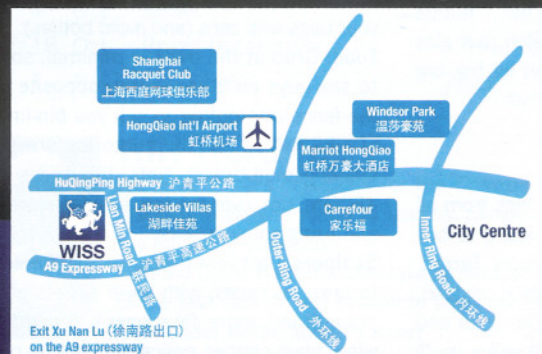 Shanghai
Racquet Club
上海西庭网球俱乐部
HongQiao Int'l Airport
虹桥机场
Windsor Park
温莎豪苑
Marriot HongQiao
虹桥万豪大酒店
HuQingPing Highway 沪青平公路
WISS
Lian Min Road 联民路
Lakeside Villas
湖畔佳苑
Carrefour
家乐福
City Centre
A9 Expressway 沪青平高速公路
Outer Ring Road 外环线
Inner Ring Road 内环线
Exit Xu Nan Lu (徐南路出口)
on the A9 expressway